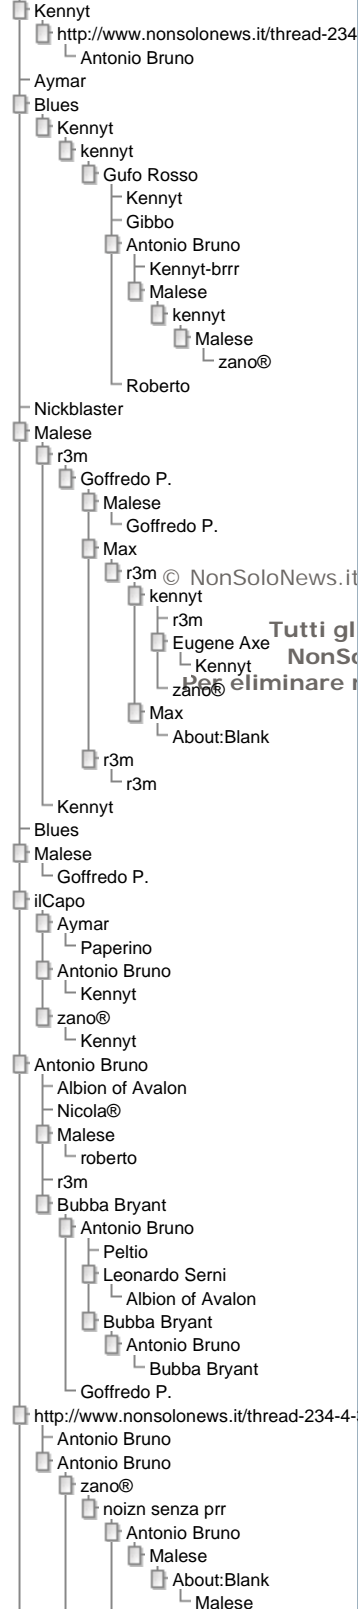 Kennyt
http://www.nonsolonews.it/thread-234
Antonio Bruno
Aymar
Blues
Kennyt
kennyt
Gufo Rosso
Kennyt
Gibbo
Antonio Bruno
Kennyt-brrr
Malese
kennyt
Malese
zano®
Roberto
Nickblaster
Malese
r3m
Goffredo P.
Malese
Goffredo P.
Max
r3m
© NonSoloNews.it
kennyt
r3m
Tutti gl
Eugene Axe
NonSo
Kennyt
zano®
Per eliminare
Max
About:Blank
r3m
r3m
Kennyt
Blues
Malese
Goffredo P.
ilCapo
Aymar
Paperino
Antonio Bruno
Kennyt
zano®
Kennyt
Antonio Bruno
Albion of Avalon
Nicola®
Malese
roberto
r3m
Bubba Bryant
Antonio Bruno
Peltio
Leonardo Serni
Albion of Avalon
Bubba Bryant
Antonio Bruno
Bubba Bryant
Goffredo P.
http://www.nonsolonews.it/thread-234-4-
Antonio Bruno
Antonio Bruno
zano®
noizn senza prr
Antonio Bruno
Malese
About:Blank
Malese